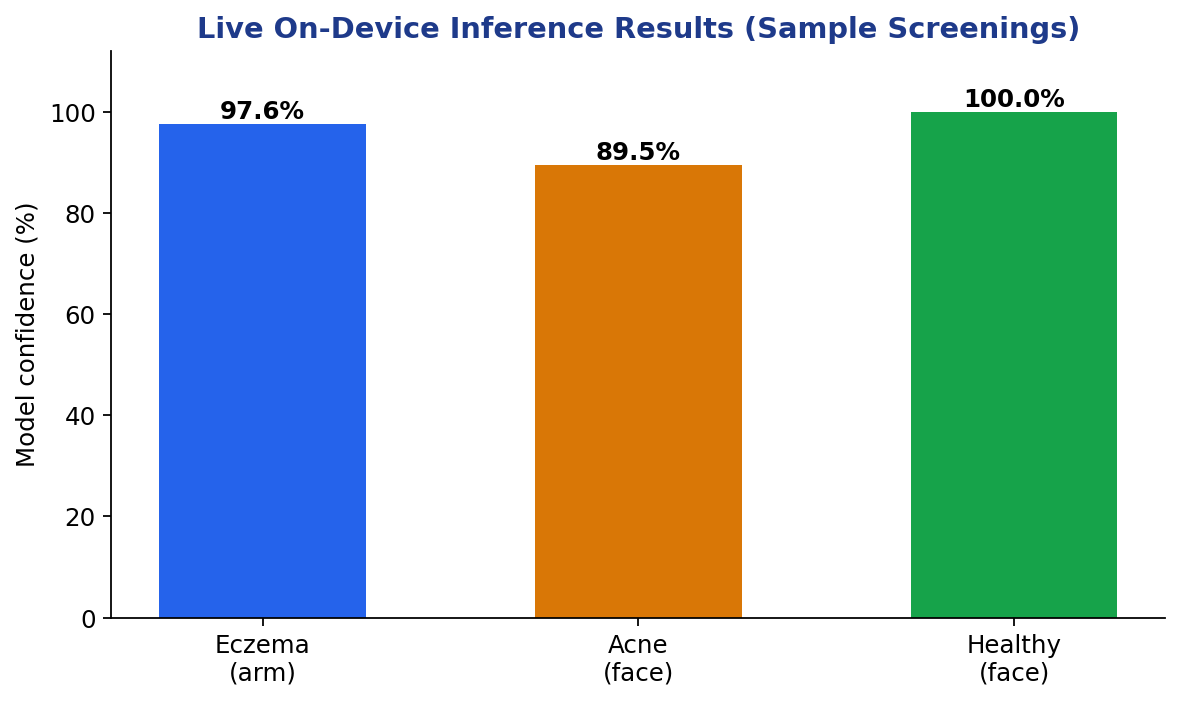 Live On-Device Inference Results (Sample Screenings)
Model confidence (%)
100
80
60
40
20
0
97.6%
89.5%
100.0%
Eczema
(arm)
Acne
(face)
Healthy
(face)